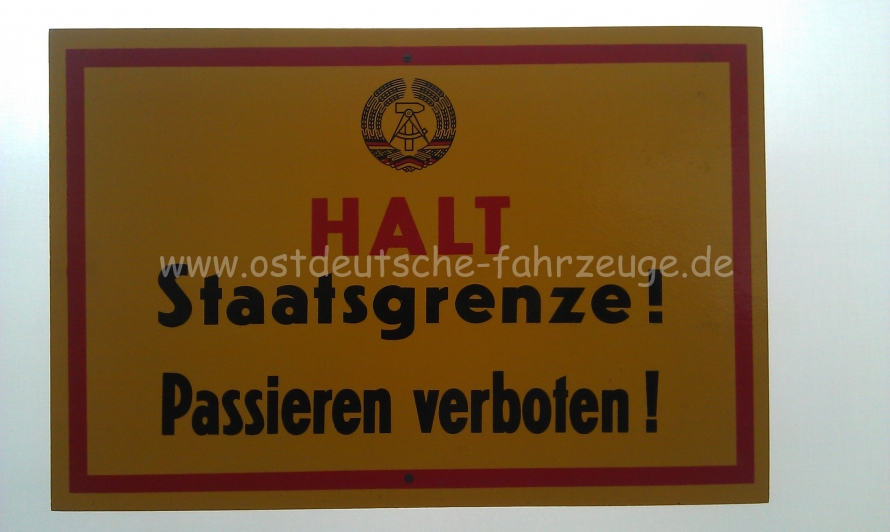 HALT
www.ostdeutsche-fahrzeuge.de
Staatsgrenze!
Passieren verboten!